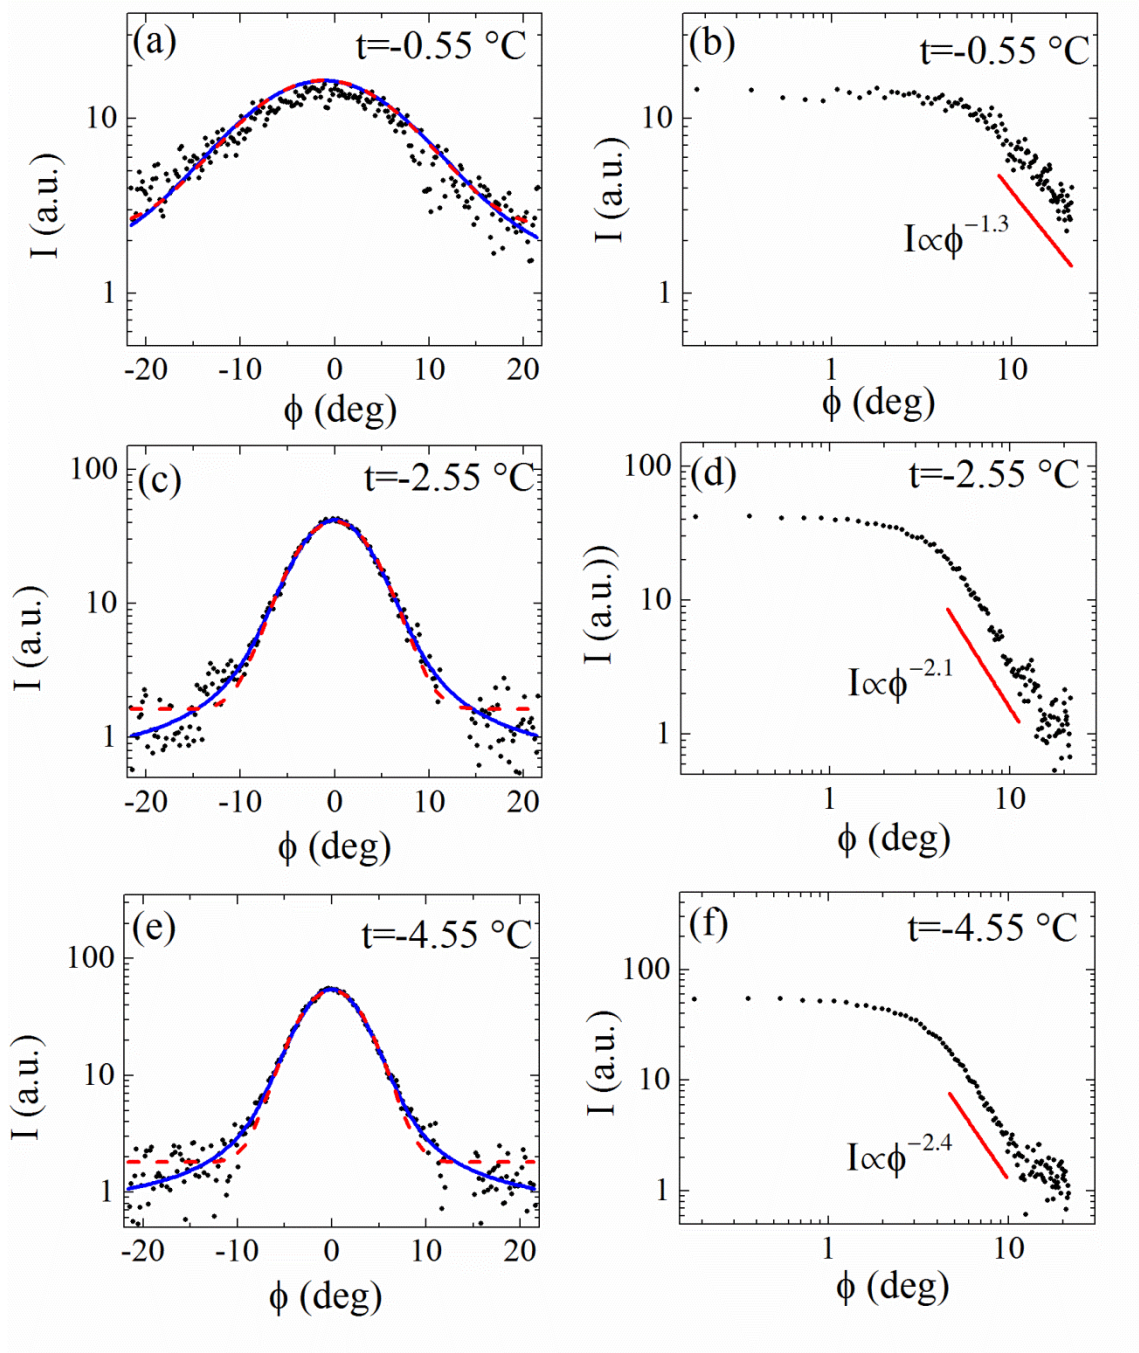 (a) t=-0.55 °C
10
1
I (a.u.)
-20 -10 0 10 20
ϕ (deg)
(b) t=-0.55 °C
10
1
I (a.u.)
I∝ϕ⁻¹·³
1 10
ϕ (deg)
(c) t=-2.55 °C
100
10
1
I (a.u.)
-20 -10 0 10 20
ϕ (deg)
(d) t=-2.55 °C
100
10
1
I (a.u.))
I∝ϕ⁻²·¹
1 10
ϕ (deg)
(e) t=-4.55 °C
100
10
1
I (a.u.)
-20 -10 0 10 20
ϕ (deg)
(f) t=-4.55 °C
100
10
1
I (a.u.)
I∝ϕ⁻²·⁴
1 10
ϕ (deg)